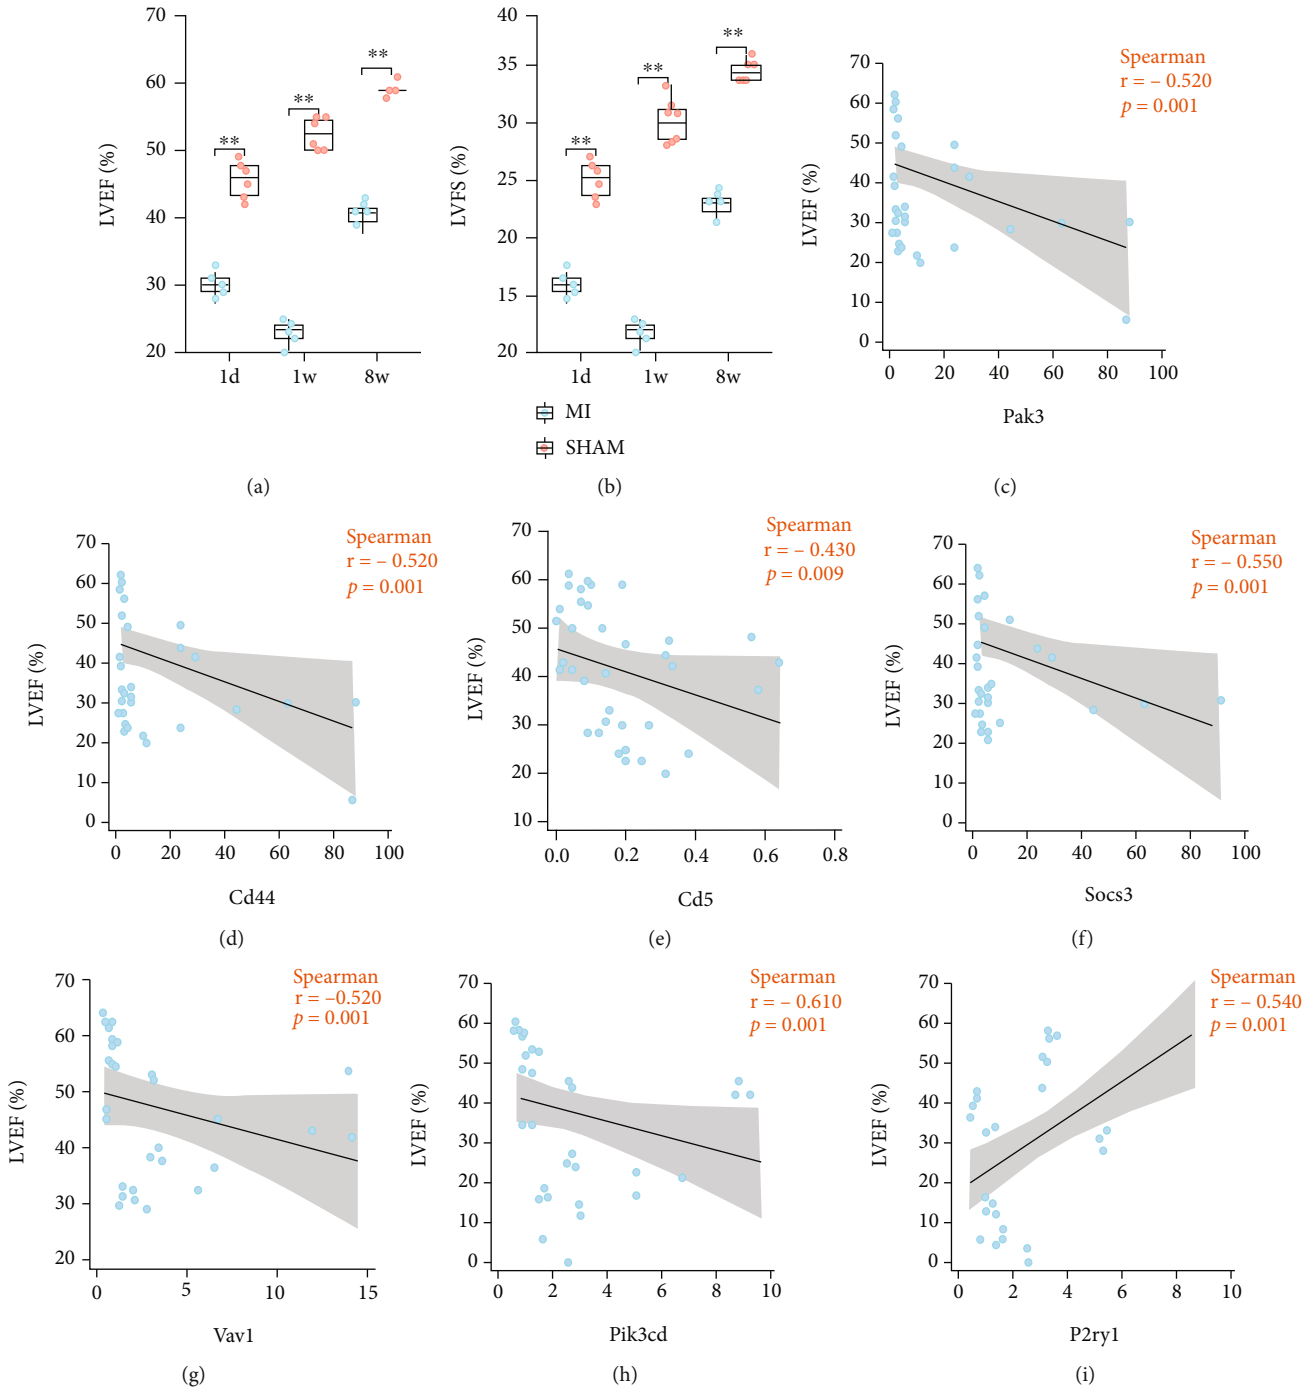 70
60
50
40
30
20
LVEF (%)
**
**
**
1d
1w
8w
(a)
40
35
30
25
20
15
20
LVFS (%)
**
**
**
1d
1w
8w
MI
SHAM
(b)
Spearman
r = – 0.520
p = 0.001
70
60
50
40
30
20
10
0
LVEF (%)
0
20
40
60
80
100
Pak3
(c)
Spearman
r = – 0.520
p = 0.001
70
60
50
40
30
20
10
0
LVEF (%)
0
20
40
60
80
100
Cd44
(d)
Spearman
r = – 0.430
p = 0.009
70
60
50
40
30
20
10
LVEF (%)
0.0
0.2
0.4
0.6
0.8
Cd5
(e)
Spearman
r = – 0.550
p = 0.001
70
60
50
40
30
20
10
0
LVEF (%)
0
20
40
60
80
100
Socs3
(f)
Spearman
r = –0.520
p = 0.001
70
60
50
40
30
20
LVEF (%)
0
5
10
15
Vav1
(g)
Spearman
r = – 0.610
p = 0.001
70
60
50
40
30
20
10
0
LVEF (%)
0
2
4
6
8
10
Pik3cd
(h)
Spearman
r = – 0.540
p = 0.001
70
60
50
40
30
20
10
0
LVEF (%)
0
2
4
6
8
10
P2ry1
(i)